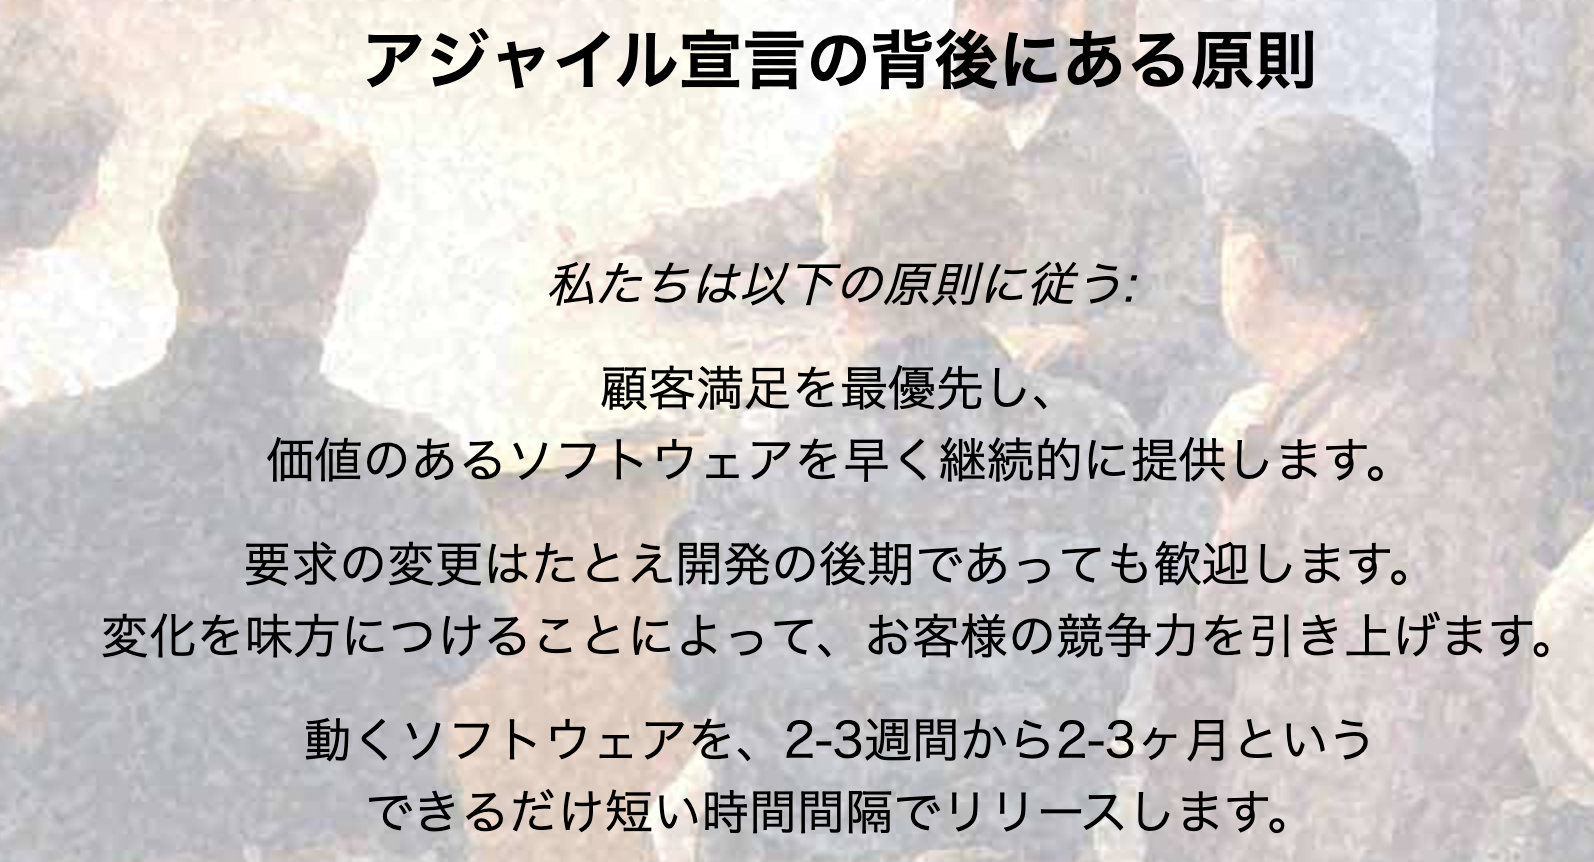 アジャイル宣言の背後にある原則
私たちは以下の原則に従う:
顧客満足を最優先し、
価値のあるソフトウェアを早く継続的に提供します。
要求の変更はたとえ開発の後期であっても歓迎します。
変化を味方につけることによって、お客様の競争力を引き上げます。
動くソフトウェアを、2-3週間から2-3ヶ月という
できるだけ短い時間間隔でリリースします。